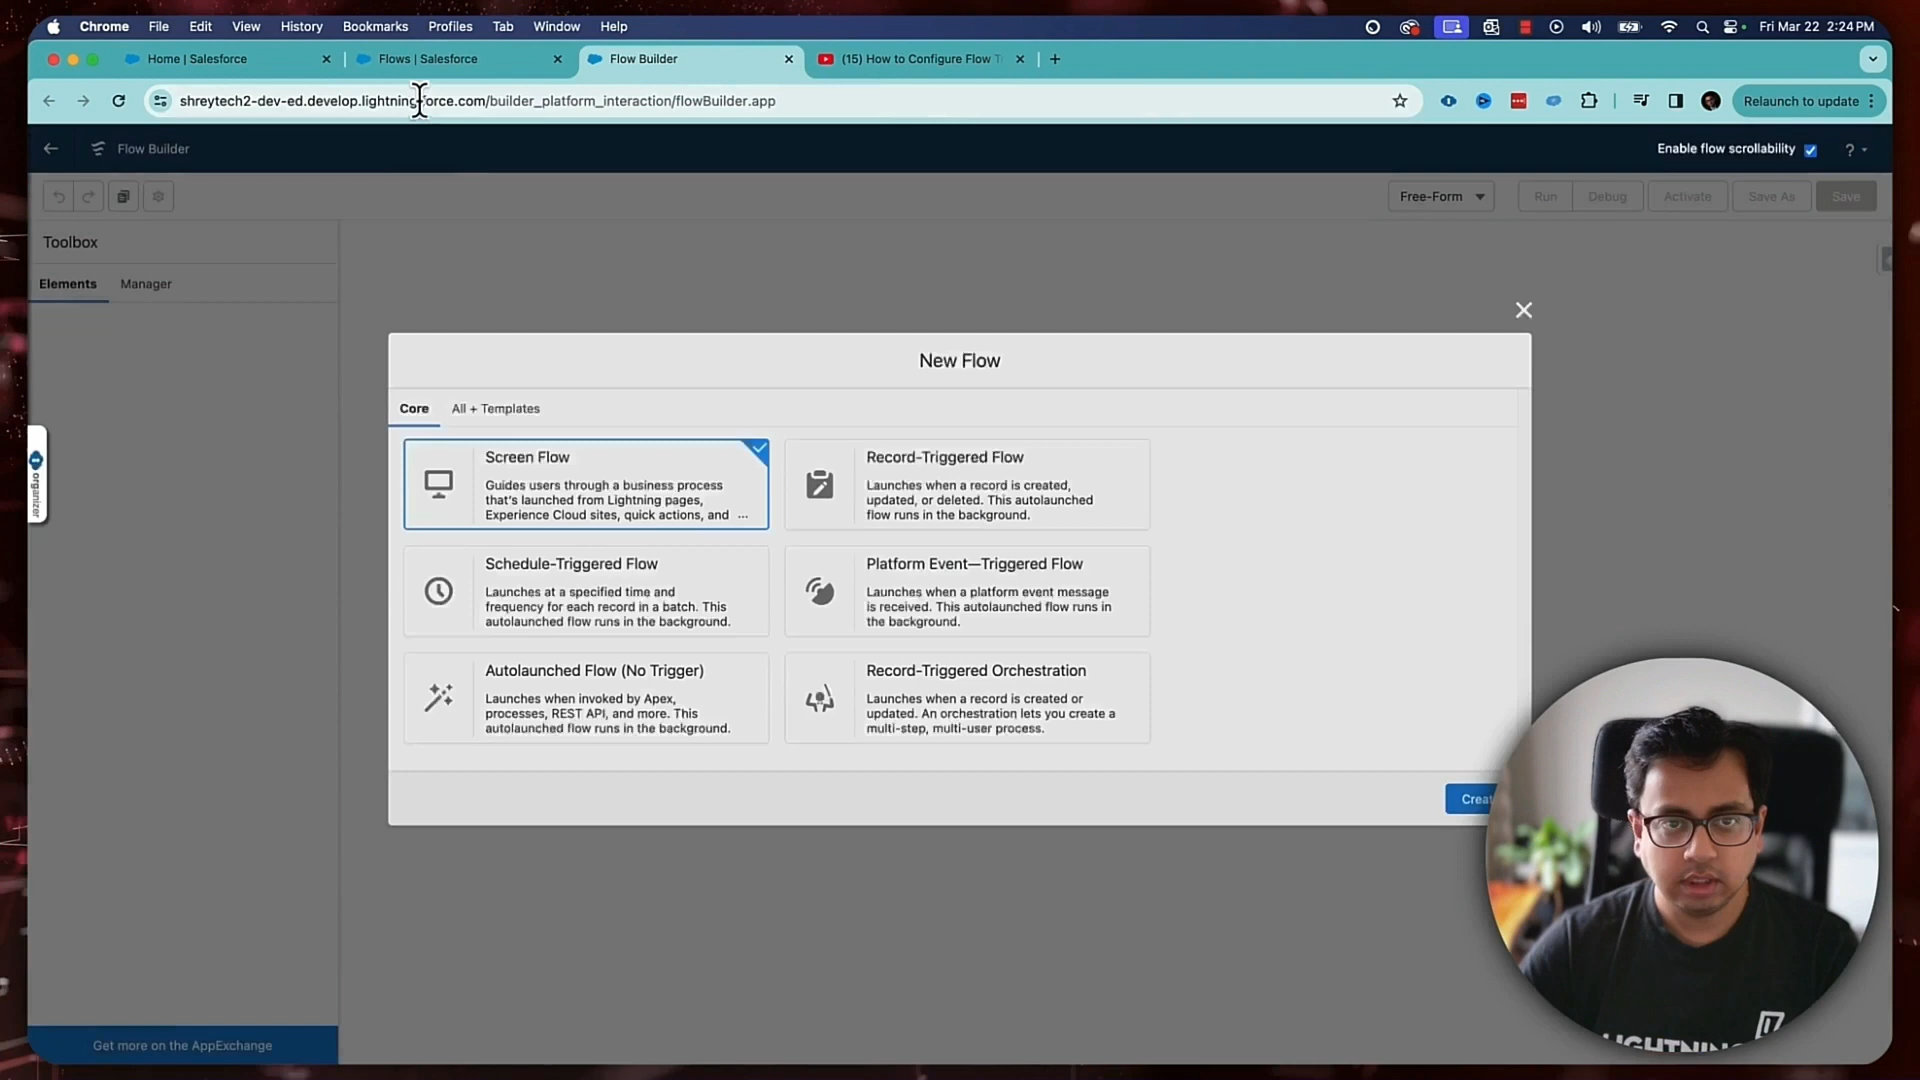 Chrome File Edit View History Bookmarks Profiles Tab Window Help Fri Mar 22 2:24 PM
Home | Salesforce Flows | Salesforce Flow Builder (15) How to Configure Flow
shreytech2-dev-ed.develop.lightning.force.com/builder_platform_interaction/flowBuilder.app Relaunch to update
Flow Builder Enable flow scrollability ?
Free-Form Run Debug Activate Save As Save
Toolbox
Elements Manager
New Flow
Core All + Templates
Screen Flow
Guides users through a business process
that's launched from Lightning pages,
Experience Cloud sites, quick actions, and ...
Record-Triggered Flow
Launches when a record is created,
updated, or deleted. This autolaunched
flow runs in the background.
Schedule-Triggered Flow
Launches at a specified time and
frequency for each record in a batch. This
autolaunched flow runs in the background.
Platform Event—Triggered Flow
Launches when a platform event message
is received. This autolaunched flow runs in
the background.
Autolaunched Flow (No Trigger)
Launches when invoked by Apex,
processes, REST API, and more. This
autolaunched flow runs in the background.
Record-Triggered Orchestration
Launches when a record is created or
updated. An orchestration lets you create a
multi-step, multi-user process.
Creat
organizer
Get more on the AppExchange
LIGHTNING